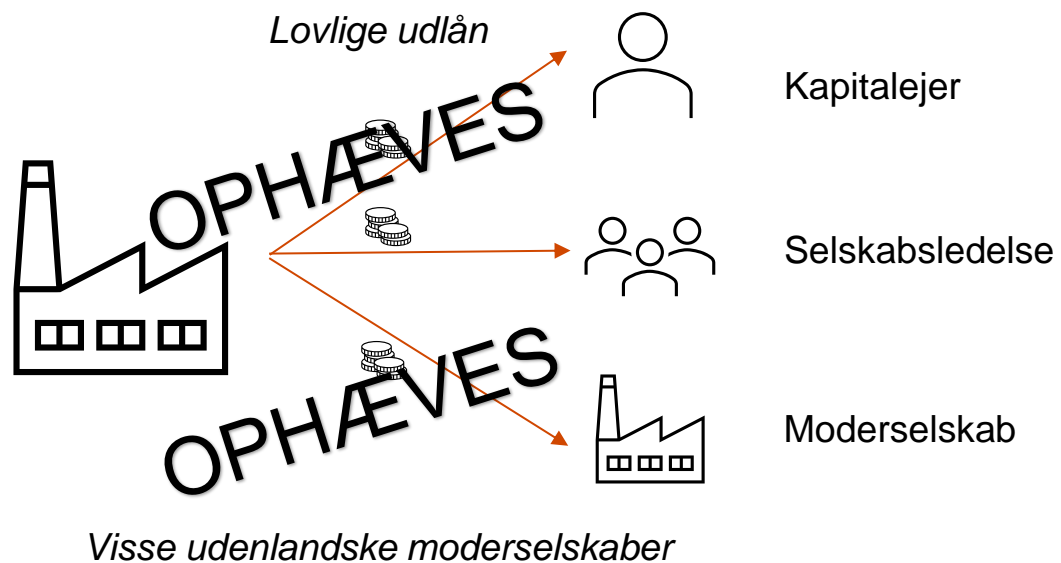 Lovlige udlån
Kapitalejer
OPHÆVES
Selskabsledelse
OPHÆVES
Moderselskab
Visse udenlandske moderselskaber